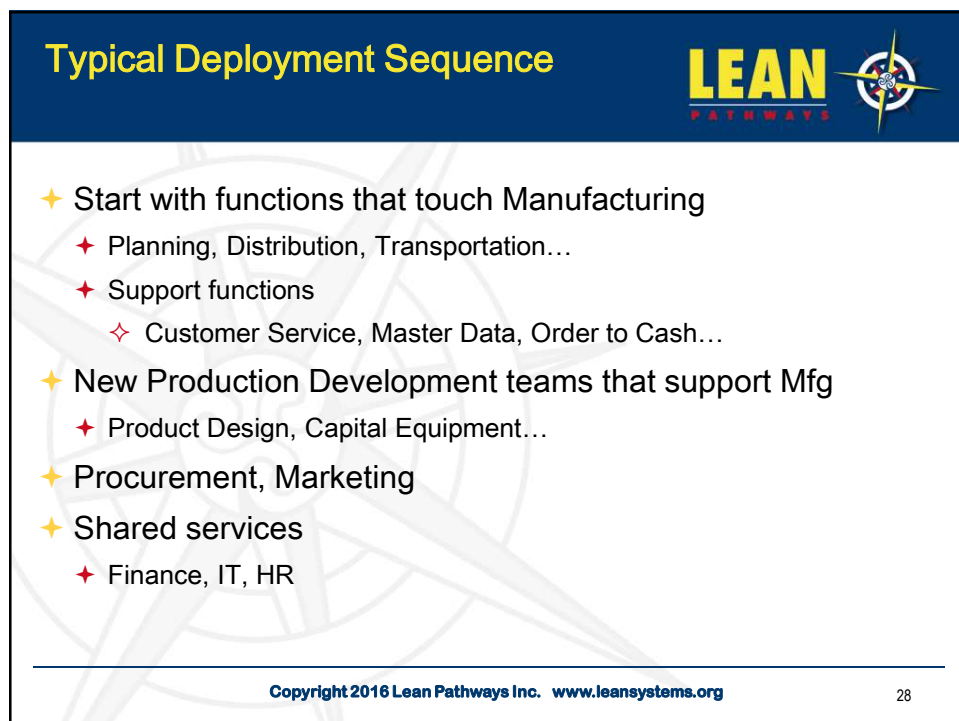 Typical Deployment Sequence
LEAN
PATHWAYS
Start with functions that touch Manufacturing
Planning, Distribution, Transportation…
Support functions
Customer Service, Master Data, Order to Cash…
New Production Development teams that support Mfg
Product Design, Capital Equipment…
Procurement, Marketing
Shared services
Finance, IT, HR
Copyright 2016 Lean Pathways Inc. www.leansystems.org
28